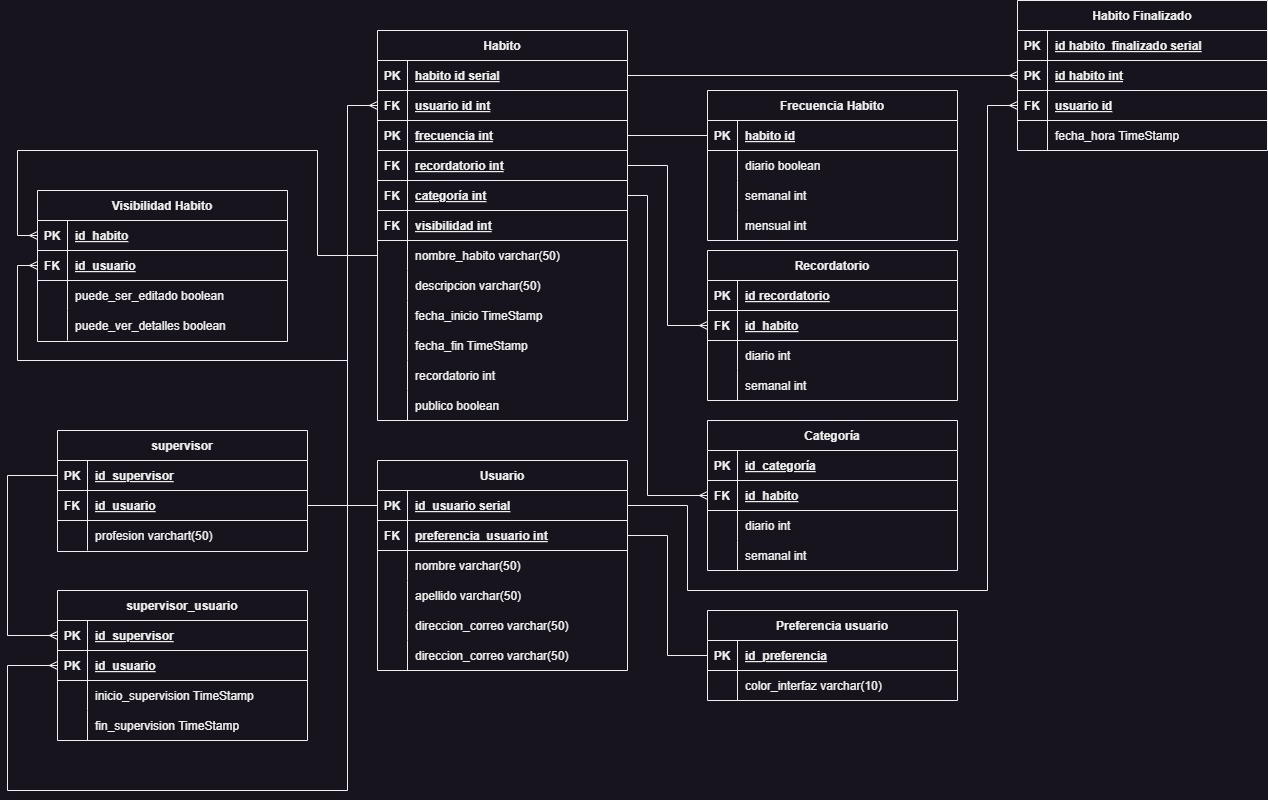 Habito
PK habito id serial
FK usuario id int
PK frecuencia int
FK recordatorio int
FK categoría int
FK visibilidad int
nombre_habito varchar(50)
descripcion varchar(50)
fecha_inicio TimeStamp
fecha_fin TimeStamp
recordatorio int
publico boolean
Habito Finalizado
PK id habito_finalizado serial
PK id habito int
FK usuario id
fecha_hora TimeStamp
Frecuencia Habito
PK habito id
diario boolean
semanal int
mensual int
Visibilidad Habito
PK id_habito
FK id_usuario
puede_ser_editado boolean
puede_ver_detalles boolean
Recordatorio
PK id recordatorio
FK id_habito
diario int
semanal int
Categoría
PK id_categoría
FK id_habito
diario int
semanal int
supervisor
PK id_supervisor
FK id_usuario
profesion varchart(50)
Usuario
PK id_usuario serial
FK preferencia_usuario int
nombre varchar(50)
apellido varchar(50)
direccion_correo varchar(50)
direccion_correo varchar(50)
supervisor_usuario
PK id_supervisor
PK id_usuario
inicio_supervision TimeStamp
fin_supervision TimeStamp
Preferencia usuario
PK id_preferencia
color_interfaz varchar(10)